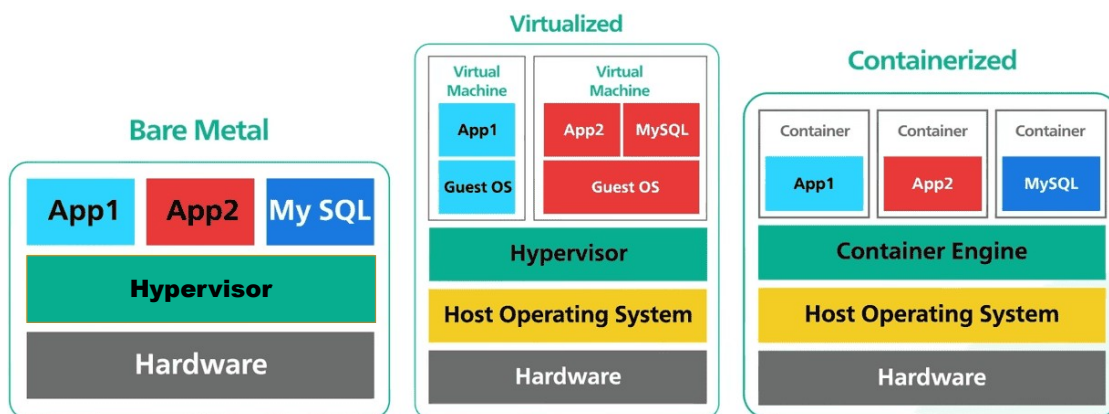 Bare Metal
App1
App2
My SQL
Hypervisor
Hardware
Virtualized
Virtual
Machine
App1
Guest OS
Virtual
Machine
App2
MySQL
Guest OS
Hypervisor
Host Operating System
Hardware
Containerized
Container
App1
Container
App2
Container
MySQL
Container Engine
Host Operating System
Hardware